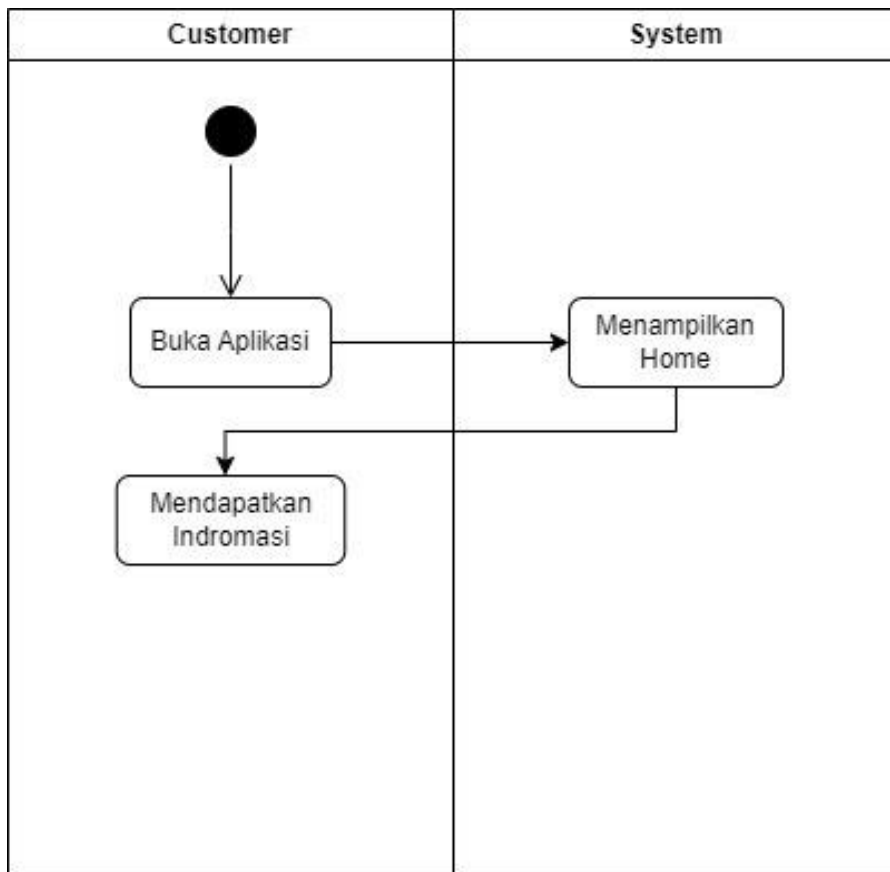 Customer
System
Buka Aplikasi
Menampilkan
Home
Mendapatkan
Indromasi